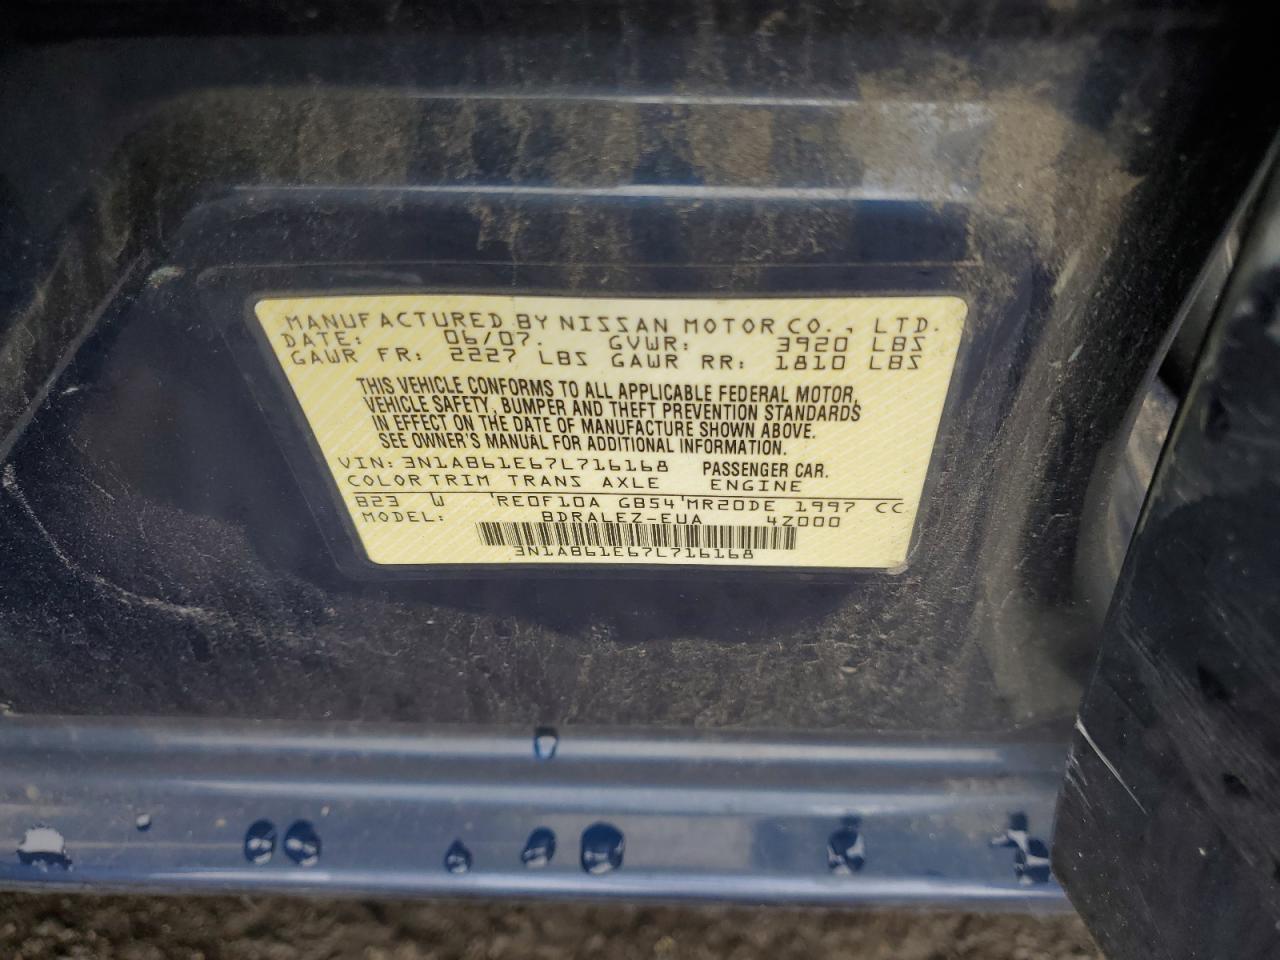 MANUFACTURED BY NISSAN MOTOR CO., LTD.
DATE: 06/07. GVWR: 3920 LBS
GAWR FR: 2227 LBS GAWR RR: 1810 LBS
THIS VEHICLE CONFORMS TO ALL APPLICABLE FEDERAL MOTOR,
VEHICLE SAFETY, BUMPER AND THEFT PREVENTION STANDARDS
IN EFFECT ON THE DATE OF MANUFACTURE SHOWN ABOVE.
SEE OWNER'S MANUAL FOR ADDITIONAL INFORMATION.
VIN: 3N1AB61E67L716168 PASSENGER CAR.
COLOR TRIM TRANS AXLE ENGINE
B23 W 'RE0F10A GB54 'MR20DE 1997 CC
MODEL: BDRALEZ-EUA 4Z000
3N1AB61E67L716168